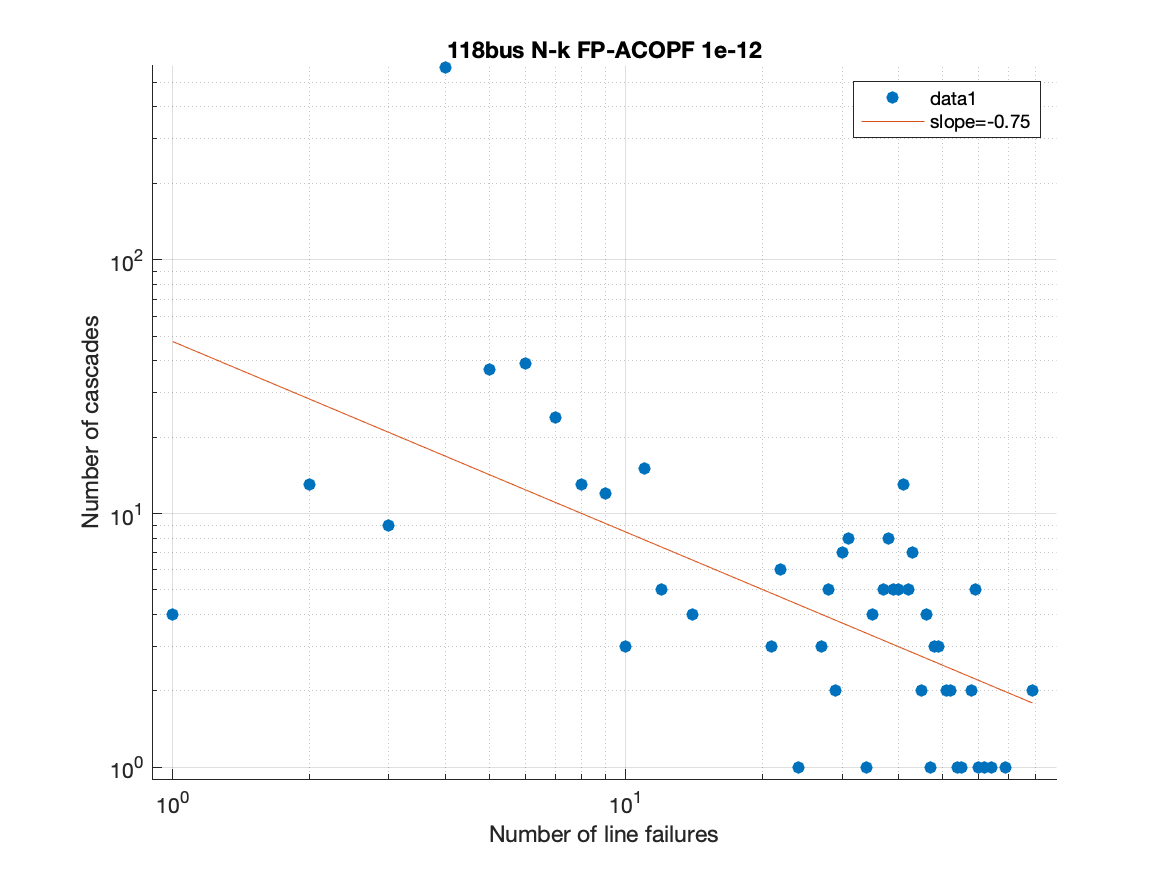 118bus N-k FP-ACOPF 1e-12
data1
slope=-0.75
Number of cascades
10^2
10^1
10^0
10^0
10^1
Number of line failures